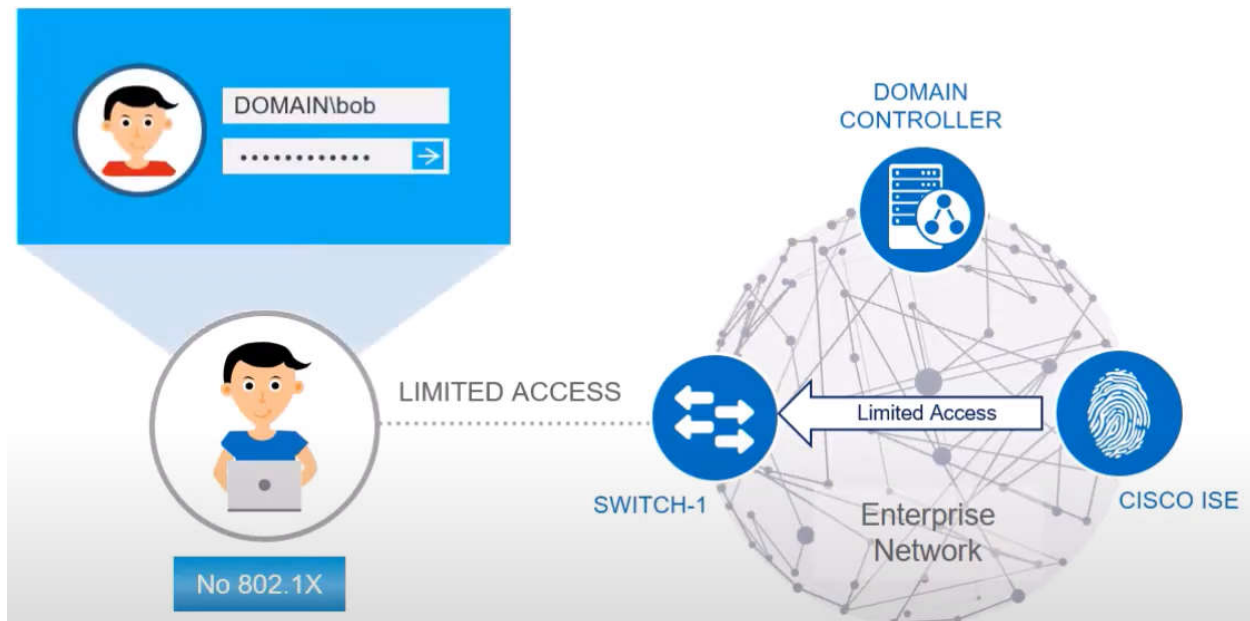 DOMAIN\bob
••••••••••••
DOMAIN
CONTROLLER
LIMITED ACCESS
Limited Access
SWITCH-1
CISCO ISE
Enterprise
Network
No 802.1X